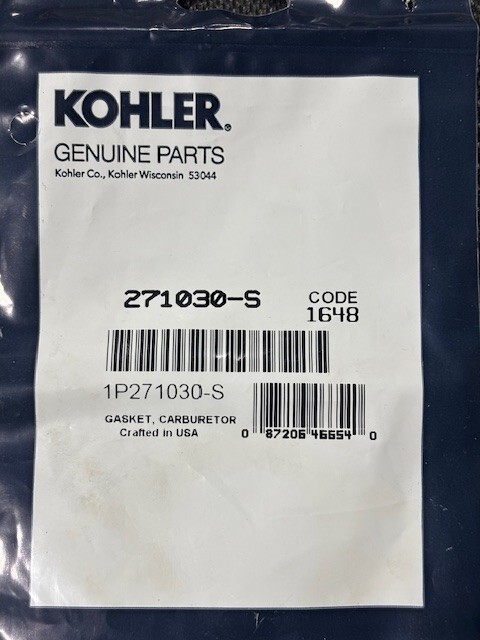 KOHLER®
GENUINE PARTS
Kohler Co., Kohler Wisconsin 53044
271030-S
CODE
1648
1P271030-S
GASKET, CARBURETOR
Crafted in USA
0 87206 46654 0